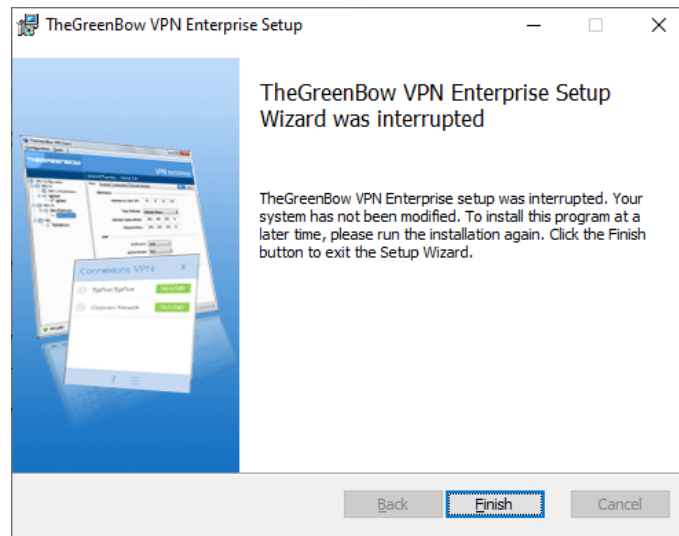 TheGreenBow VPN Enterprise Setup
TheGreenBow VPN Enterprise Setup
Wizard was interrupted
TheGreenBow VPN Enterprise setup was interrupted. Your
system has not been modified. To install this program at a
later time, please run the installation again. Click the Finish
button to exit the Setup Wizard.
Connexions VPN
Corporate Network
Back
Finish
Cancel